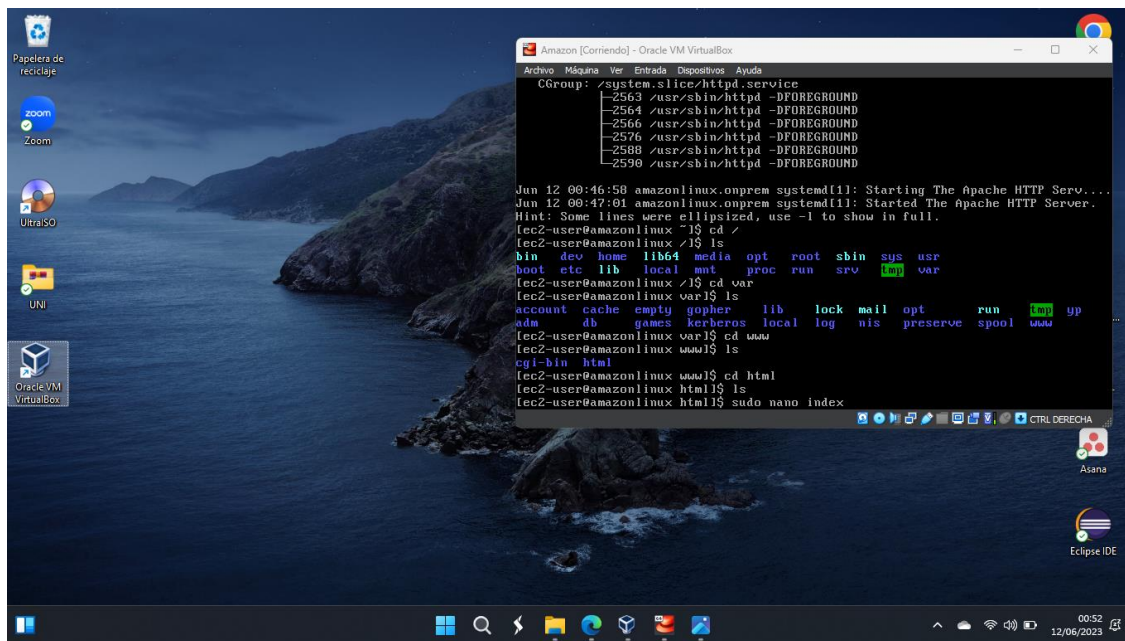 Papelera de
reciclaje
zoom
Zoom
UltraISO
UNI
Oracle VM
VirtualBox
Amazon [Corriendo] - Oracle VM VirtualBox
Archivo Máquina Ver Entrada Dispositivos Ayuda
CGroup: /system.slice/httpd.service
├─2563 /usr/sbin/httpd -DFOREGROUND
├─2564 /usr/sbin/httpd -DFOREGROUND
├─2566 /usr/sbin/httpd -DFOREGROUND
├─2576 /usr/sbin/httpd -DFOREGROUND
├─2588 /usr/sbin/httpd -DFOREGROUND
└─2590 /usr/sbin/httpd -DFOREGROUND
Jun 12 00:46:58 amazonlinux.onprem systemd[1]: Starting The Apache HTTP Serv....
Jun 12 00:47:01 amazonlinux.onprem systemd[1]: Started The Apache HTTP Server.
Hint: Some lines were ellipsized, use -l to show in full.
[ec2-user@amazonlinux ~]$ cd /
[ec2-user@amazonlinux /]$ ls
bin dev home lib64 media opt root sbin sys usr
boot etc lib local mnt proc run srv tmp var
[ec2-user@amazonlinux /]$ cd var
[ec2-user@amazonlinux var]$ ls
account cache empty gopher lib lock mail opt run tmp yp
adm db games kerberos local log nis preserve spool www
[ec2-user@amazonlinux var]$ cd www
[ec2-user@amazonlinux www]$ ls
cgi-bin html
[ec2-user@amazonlinux www]$ cd html
[ec2-user@amazonlinux html]$ ls
[ec2-user@amazonlinux html]$ sudo nano index
CTRL DERECHA
Asana
Eclipse IDE
00:52
12/06/2023